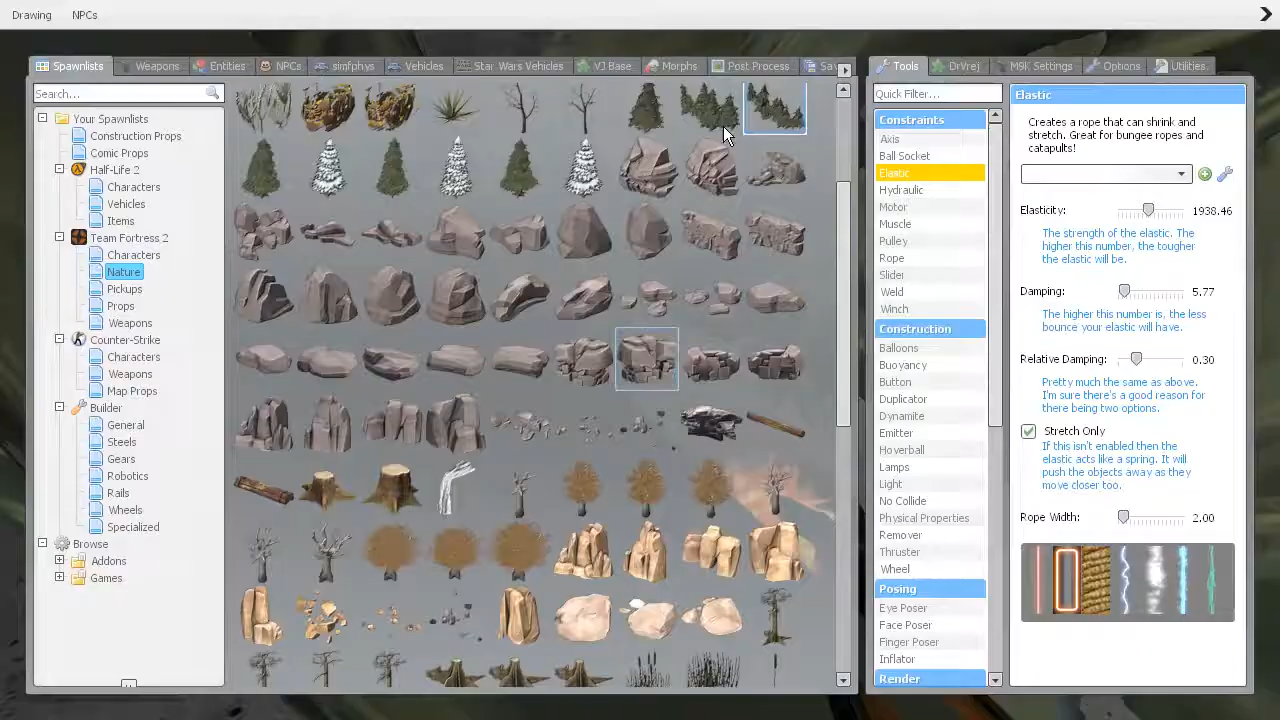 Drawing NPCs
Spawnlists Weapons Entities NPCs simfphys Vehicles Star Wars Vehicles VJ Base Morphs Post Process
Tools DrVrej M9K Settings Options Utilities
Search...
Your Spawnlists
Construction Props
Comic Props
Half-Life 2
Characters
Vehicles
Items
Team Fortress 2
Characters
Nature
Pickups
Props
Weapons
Counter-Strike
Characters
Weapons
Map Props
Builder
General
Steels
Gears
Robotics
Rails
Wheels
Specialized
Browse
Addons
Games
Quick Filter...
Constraints
Axis
Ball Socket
Elastic
Hydraulic
Motor
Muscle
Pulley
Rope
Slider
Weld
Winch
Construction
Balloons
Buoyancy
Button
Duplicator
Dynamite
Emitter
Hoverball
Lamps
Light
No Collide
Physical Properties
Remover
Thruster
Wheel
Posing
Eye Poser
Face Poser
Finger Poser
Inflator
Render
Elastic
Creates a rope that can shrink and
stretch. Great for bungee ropes and
catapults!
Elasticity: 1938.46
The strength of the elastic. The
higher this number, the tougher
the elastic will be.
Damping: 5.77
The higher this number is, the less
bounce your elastic will have.
Relative Damping: 0.30
Pretty much the same as above.
I'm sure there's a good reason for
there being two options.
Stretch Only
If this isn't enabled then the
elastic acts like a spring. It will
push the objects away as they
move closer too.
Rope Width: 2.00